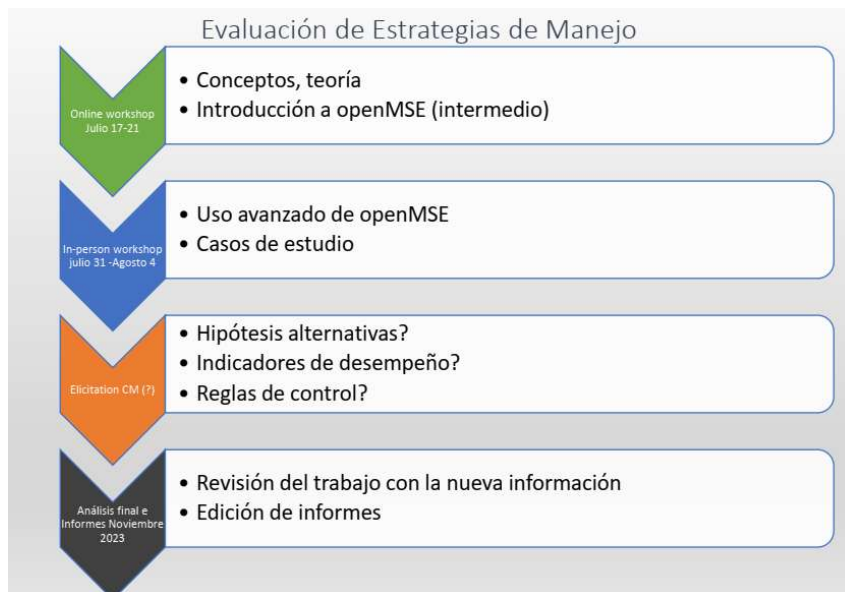 Evaluación de Estrategias de Manejo
Online workshop
Julio 17-21
• Conceptos, teoría
• Introducción a openMSE (intermedio)
In-person workshop
julio 31 -Agosto 4
• Uso avanzado de openMSE
• Casos de estudio
Elicitation CM (?)
• Hipótesis alternativas?
• Indicadores de desempeño?
• Reglas de control?
Análisis final e
Informes Noviembre
2023
• Revisión del trabajo con la nueva información
• Edición de informes